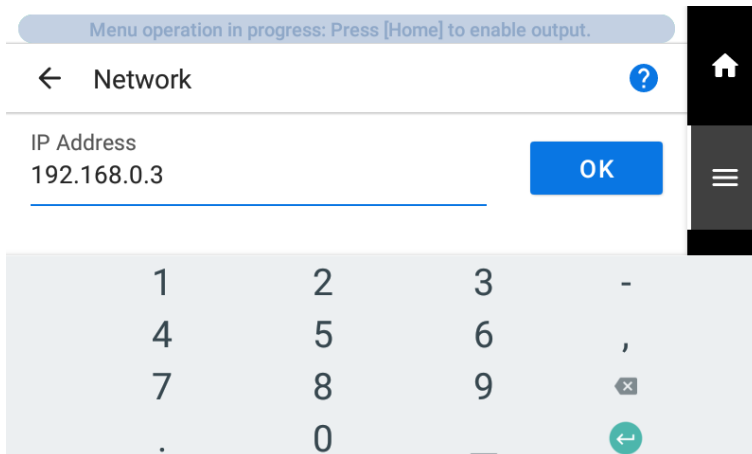 Menu operation in progress: Press [Home] to enable output.
Network
?
IP Address
192.168.0.3
OK
1 2 3 -
4 5 6 ,
7 8 9
. 0 _